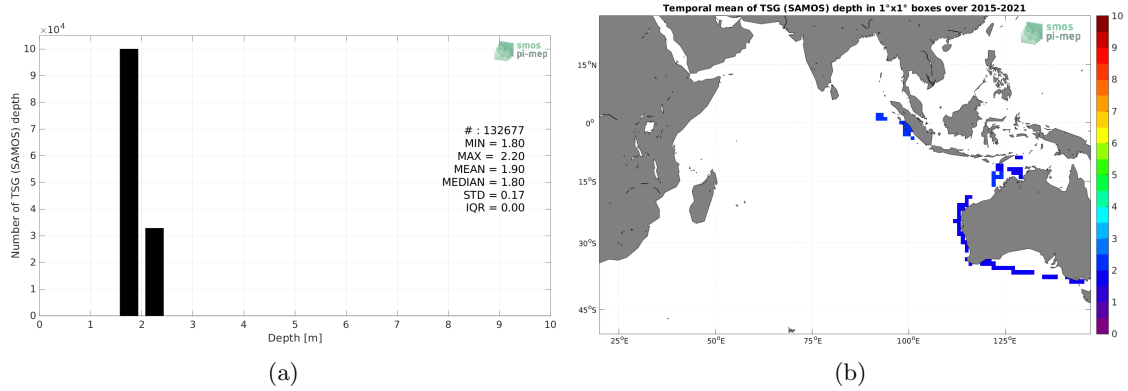 ×10⁴
10
9
8
7
6
5
4
3
2
1
0
Number of TSG (SAMOS) depth
smos
pi-mep
# : 132677
MIN = 1.80
MAX = 2.20
MEAN = 1.90
MEDIAN = 1.80
STD = 0.17
IQR = 0.00
0 1 2 3 4 5 6 7 8 9 10
Depth [m]
(a)
Temporal mean of TSG (SAMOS) depth in 1°x1° boxes over 2015-2021
smos
pi-mep
15°N
0°
15°S
30°S
45°S
25°E 50°E 75°E 100°E 125°E
10
9
8
7
6
5
4
3
2
1
0
(b)